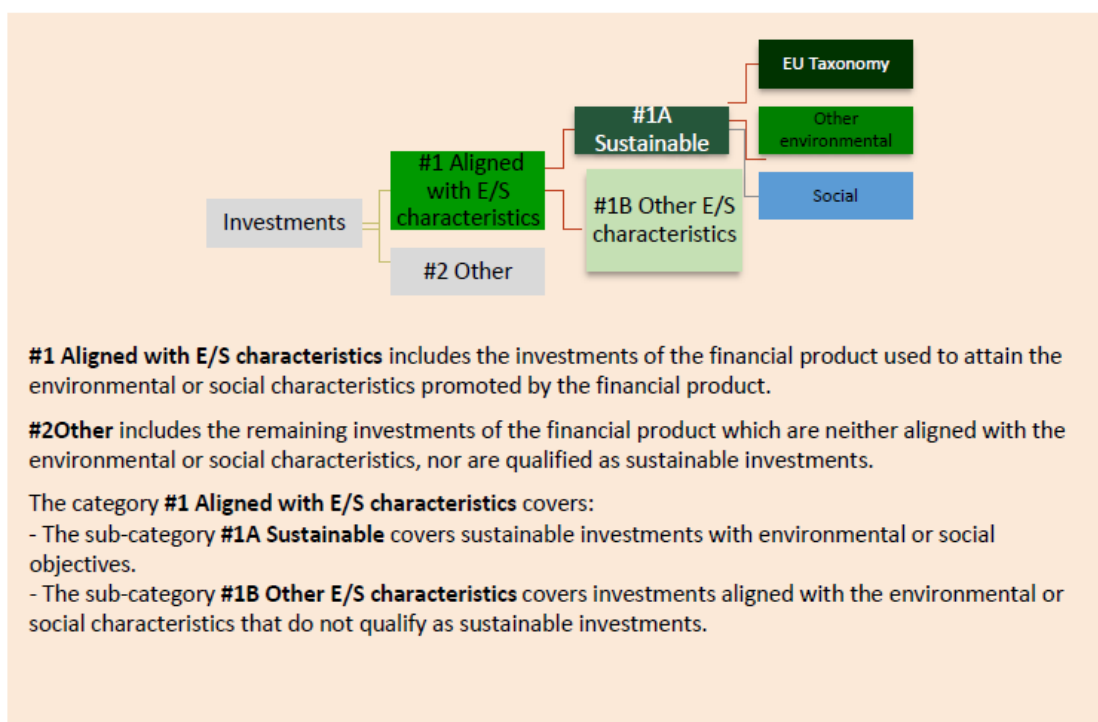 EU Taxonomy
#1A
Sustainable
Other
environmental
#1 Aligned
with E/S
characteristics
#1B Other E/S
characteristics
Social
Investments
#2 Other
#1 Aligned with E/S characteristics includes the investments of the financial product used to attain the
environmental or social characteristics promoted by the financial product.
#2Other includes the remaining investments of the financial product which are neither aligned with the
environmental or social characteristics, nor are qualified as sustainable investments.
The category #1 Aligned with E/S characteristics covers:
- The sub-category #1A Sustainable covers sustainable investments with environmental or social
objectives.
- The sub-category #1B Other E/S characteristics covers investments aligned with the environmental or
social characteristics that do not qualify as sustainable investments.